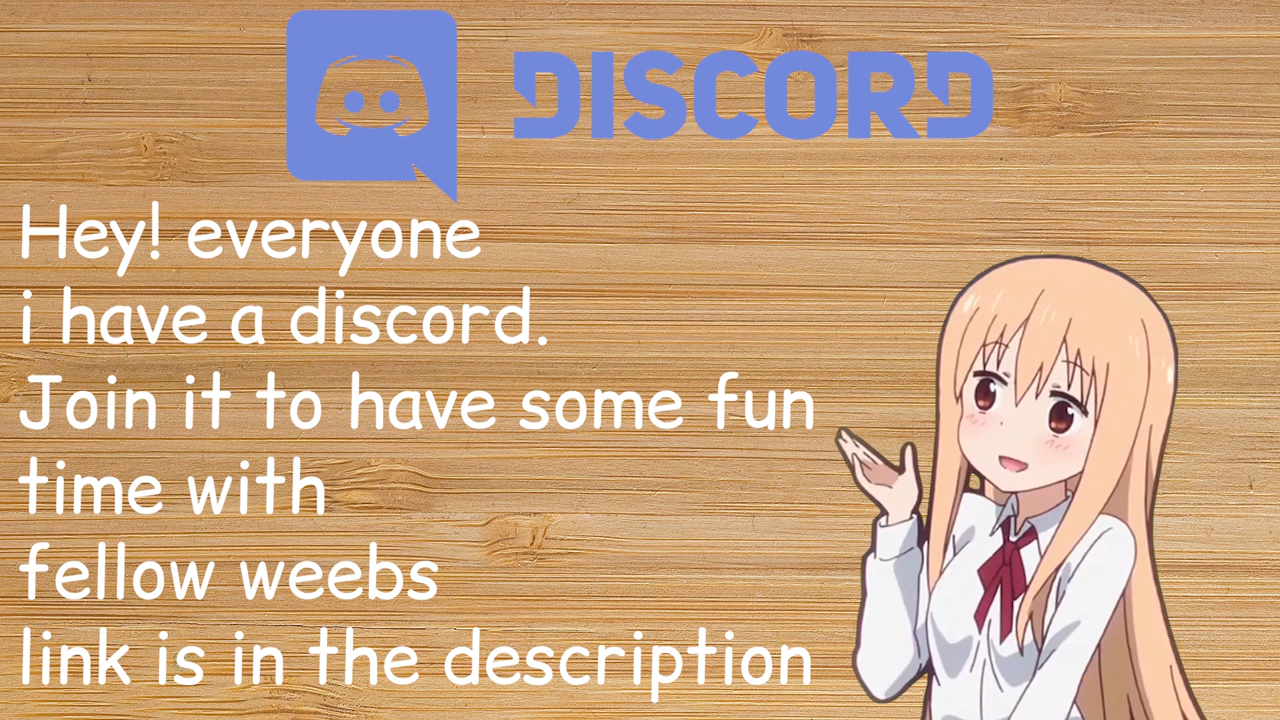 DISCORD
Hey! everyone
i have a discord.
Join it to have some fun
time with
fellow weebs
link is in the description